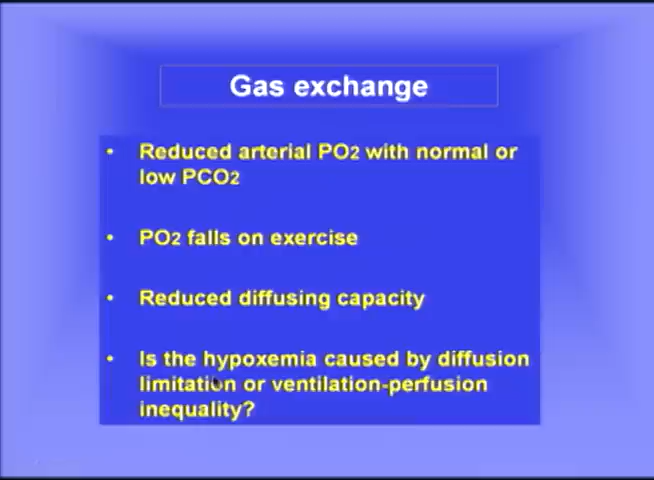 Gas exchange
• Reduced arterial PO2 with normal or
low PCO2
• PO2 falls on exercise
• Reduced diffusing capacity
• Is the hypoxemia caused by diffusion
limitation or ventilation-perfusion
inequality?